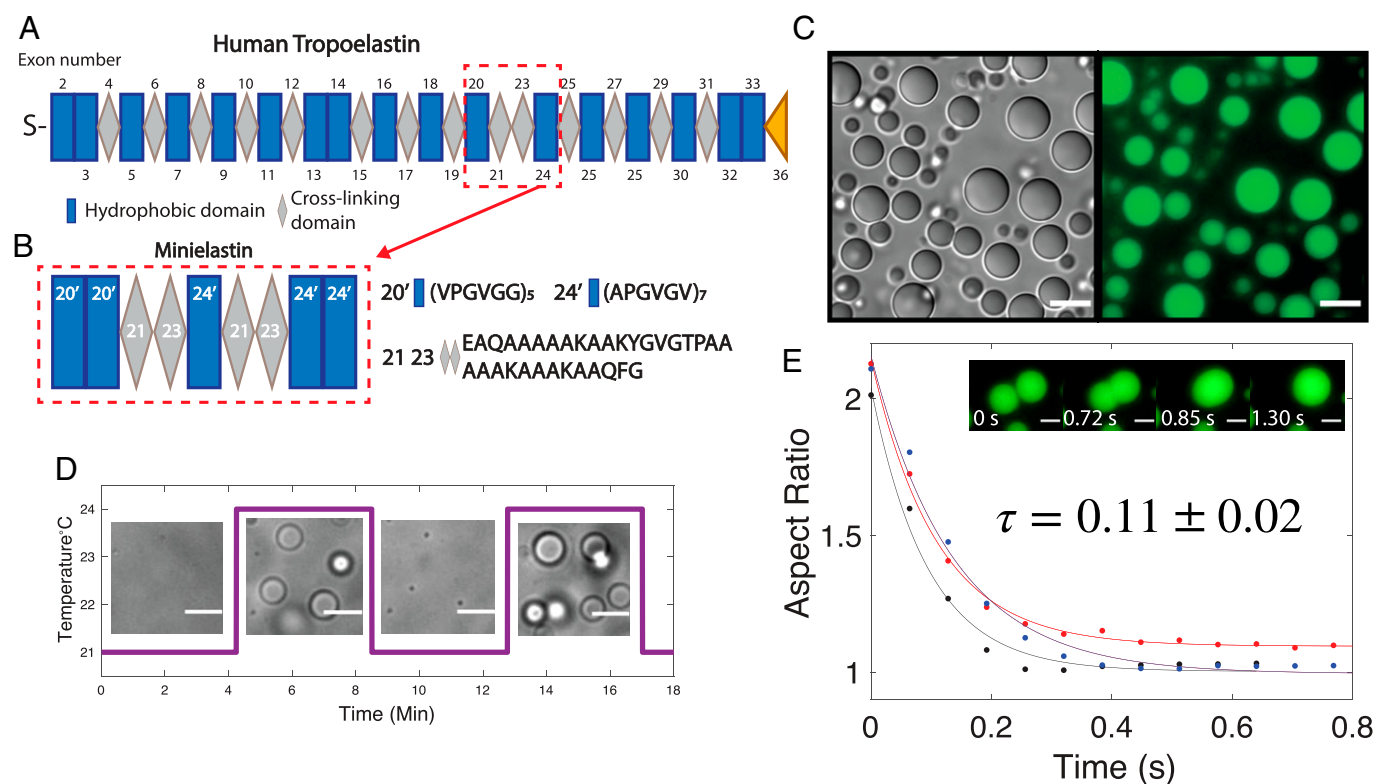 A
Human Tropoelastin
Exon number
2 4 6 8 10 12 14 16 18 20 23 25 27 29 31 33
S-
3 5 7 9 11 13 15 17 19 21 24 25 28 30 32 36
Hydrophobic domain
Cross-linking
domain
B
Minielastin
20′ 20′ 21 23 24′ 21 23 24′ 24′
20′ (VPGVGG)5 24′ (APGVGV)7
21 23 EAQAAAAAKAAKYGVGTPAA
AAAKAAAKAAQFG
C
D
Temperature°C
24
23
22
21
0 2 4 6 8 10 12 14 16 18
Time (Min)
E
0 s 0.72 s 0.85 s 1.30 s
τ = 0.11 ± 0.02
Aspect Ratio
2
1.5
1
0 0.2 0.4 0.6 0.8
Time (s)